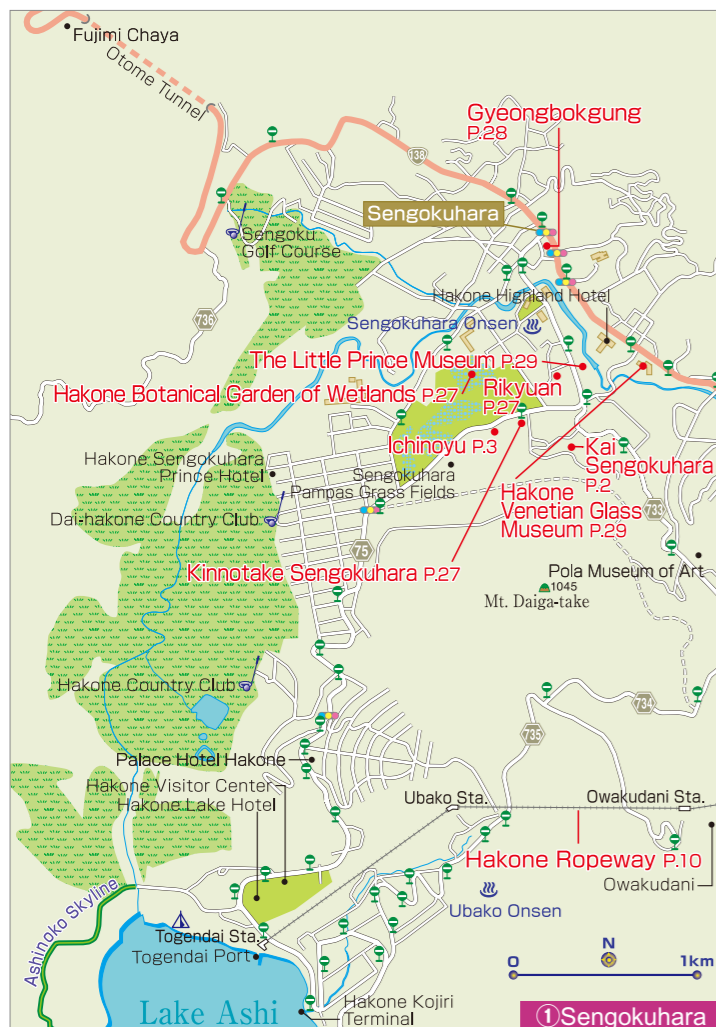 Fujimi Chaya
Otome Tunnel
Gyeongbokgung
P.28
138
Sengokuhara
Sengoku
Golf Course
Hakone Highland Hotel
736
Sengokuhara Onsen
The Little Prince Museum P.29
Hakone Botanical Garden of Wetlands P.27
Rikyuan
P.27
Ichinoyu P.3
Kai
Sengokuhara
P.2
Hakone Sengokuhara
Prince Hotel
Sengokuhara
Pampas Grass Fields
Hakone
Venetian Glass
Museum P.29
733
Dai-hakone Country Club
75
Kinnotake Sengokuhara P.27
Pola Museum of Art
1045
Mt. Daiga-take
Hakone Country Club
734
735
Palace Hotel Hakone
Hakone Visitor Center
Hakone Lake Hotel
Ubako Sta.
Owakudani Sta.
Hakone Ropeway P.10
Owakudani
Ashinoko Skyline
Ubako Onsen
Togendai Sta.
Togendai Port
0
N
1km
Lake Ashi
Hakone Kojiri
Terminal
①Sengokuhara